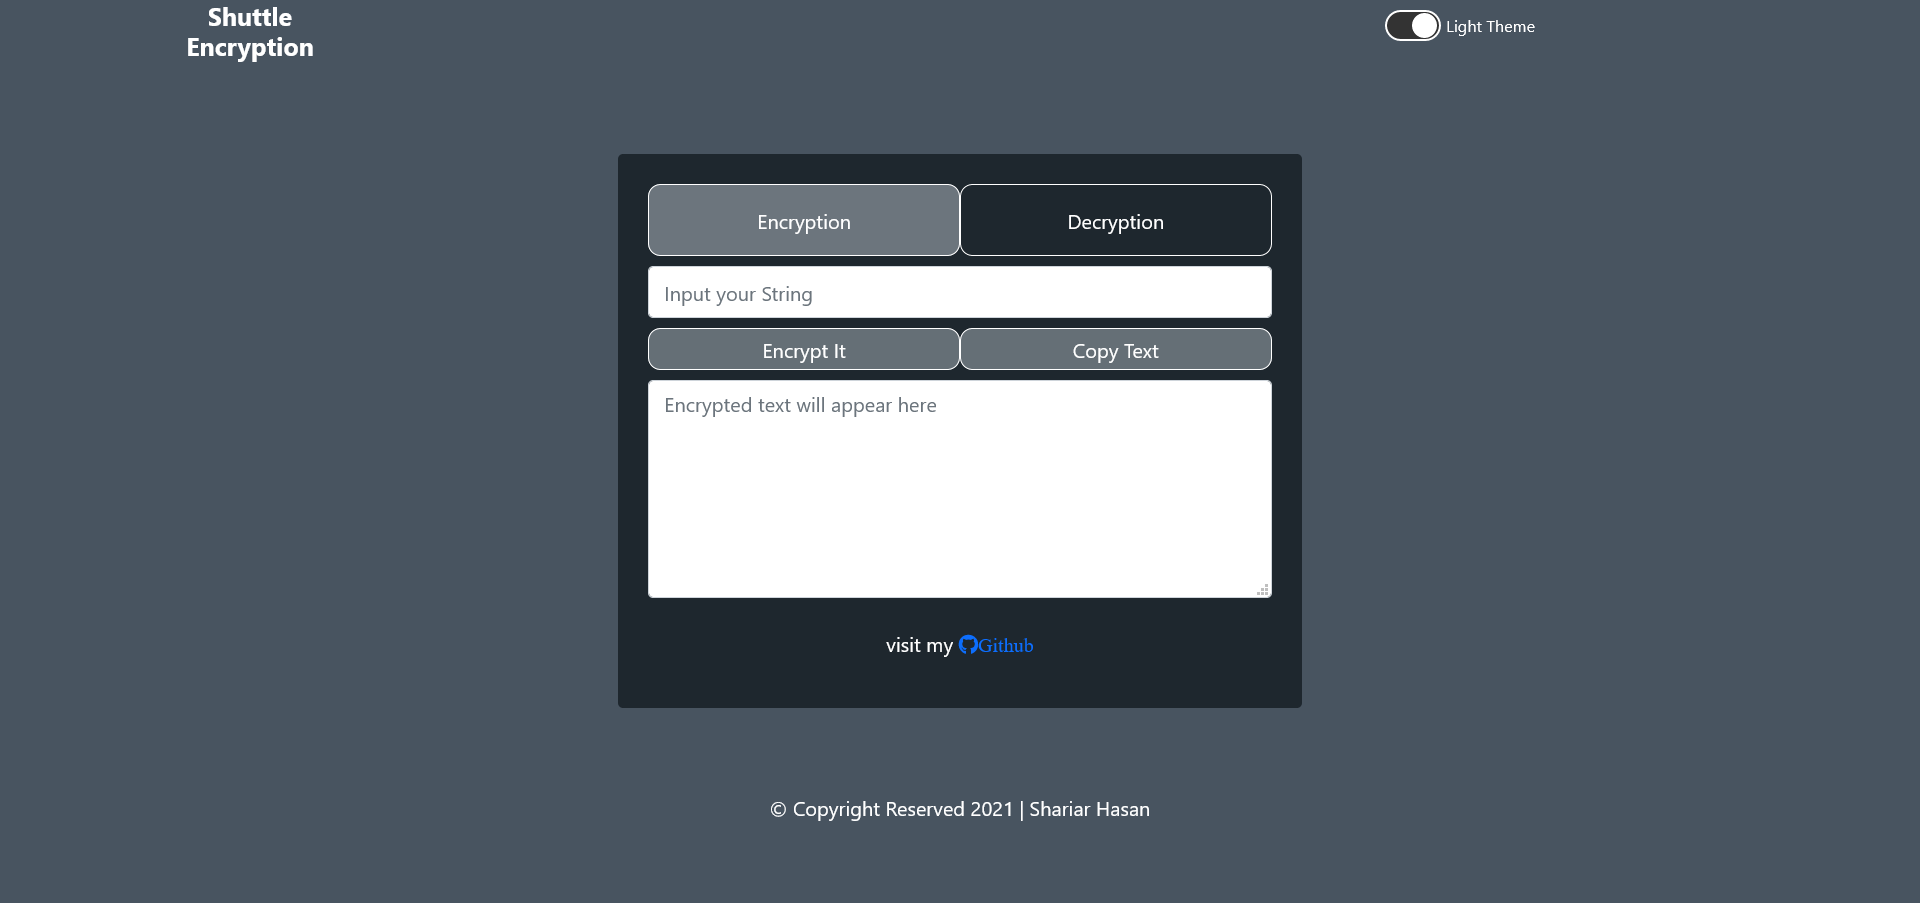 Shuttle
Encryption
Light Theme
Encryption
Decryption
Input your String
Encrypt It
Copy Text
Encrypted text will appear here
visit my Github
© Copyright Reserved 2021 | Shariar Hasan